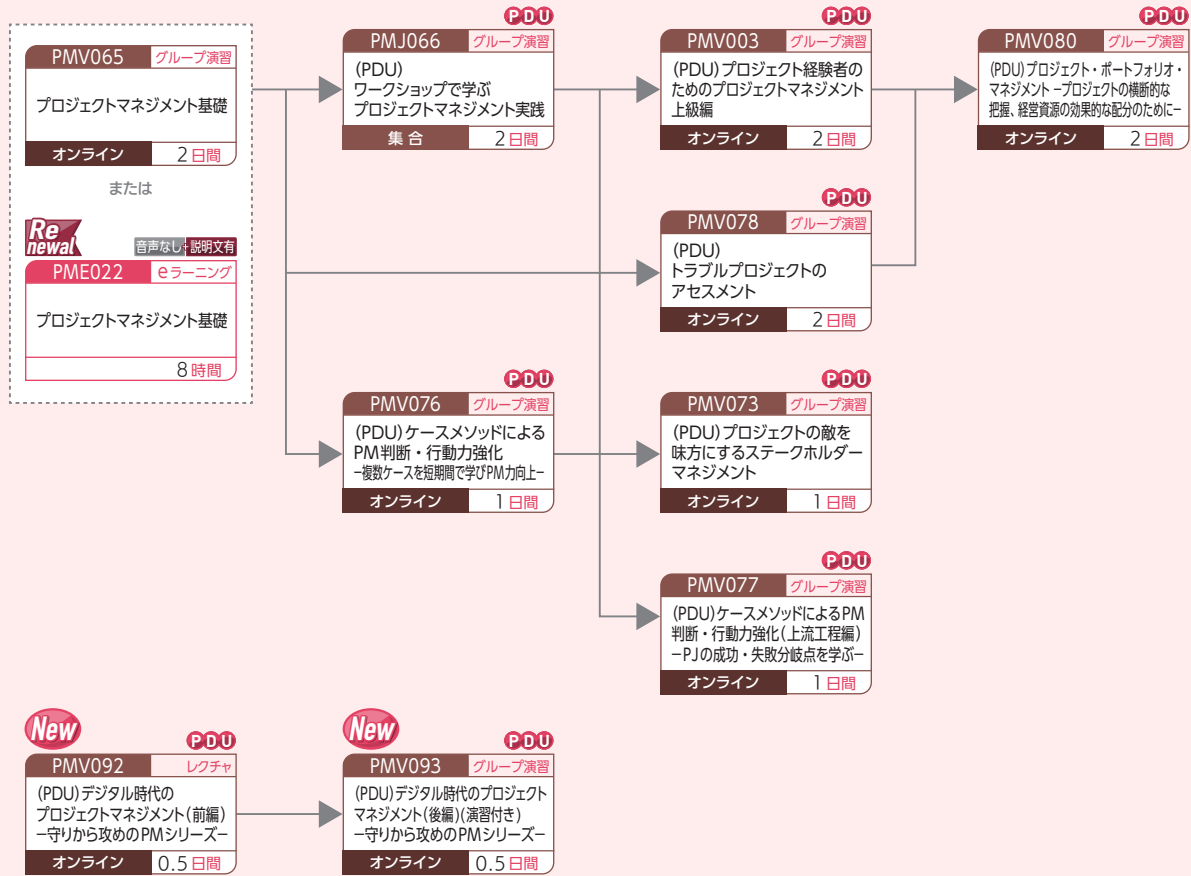 PMV065 グループ演習
プロジェクトマネジメント基礎
オンライン 2日間
または
Re
newal
音声なし+説明文有
PME022 eラーニング
プロジェクトマネジメント基礎
8時間
PDU
PMJ066 グループ演習
(PDU)
ワークショップで学ぶ
プロジェクトマネジメント実践
集合 2日間
PDU
PMV003 グループ演習
(PDU)プロジェクト経験者の
ためのプロジェクトマネジメント
上級編
オンライン 2日間
PDU
PMV080 グループ演習
(PDU)プロジェクト・ポートフォリオ・
マネジメント －プロジェクトの横断的な
把握、経営資源の効果的な配分のために－
オンライン 2日間
PDU
PMV078 グループ演習
(PDU)
トラブルプロジェクトの
アセスメント
オンライン 2日間
PDU
PMV076 グループ演習
(PDU)ケースメソッドによる
PM判断・行動力強化
－複数ケースを短期間で学びPM力向上－
オンライン 1日間
PDU
PMV073 グループ演習
(PDU)プロジェクトの敵を
味方にするステークホルダー
マネジメント
オンライン 1日間
PDU
PMV077 グループ演習
(PDU)ケースメソッドによるPM
判断・行動力強化(上流工程編)
－PJの成功・失敗分岐点を学ぶ－
オンライン 1日間
New
PDU
PMV092 レクチャ
(PDU)デジタル時代の
プロジェクトマネジメント(前編)
－守りから攻めのPMシリーズ－
オンライン 0.5日間
New
PDU
PMV093 グループ演習
(PDU)デジタル時代のプロジェクト
マネジメント(後編)(演習付き)
－守りから攻めのPMシリーズ－
オンライン 0.5日間